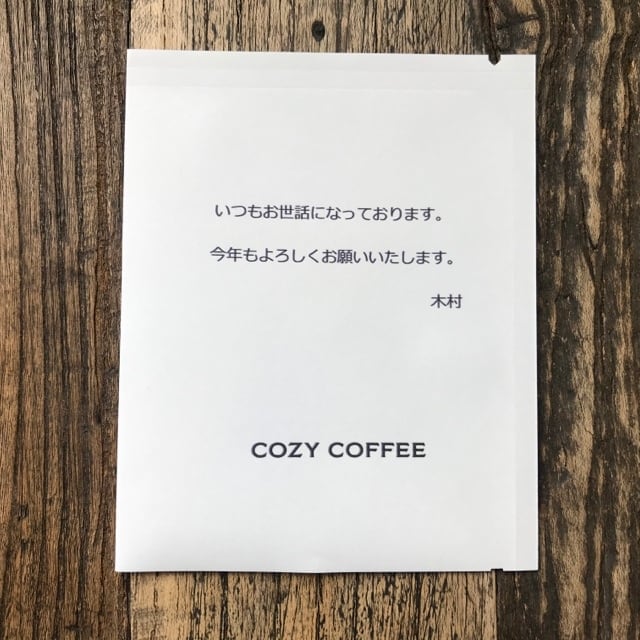 いつもお世話になっております。
今年もよろしくお願いいたします。
木村
COZY COFFEE